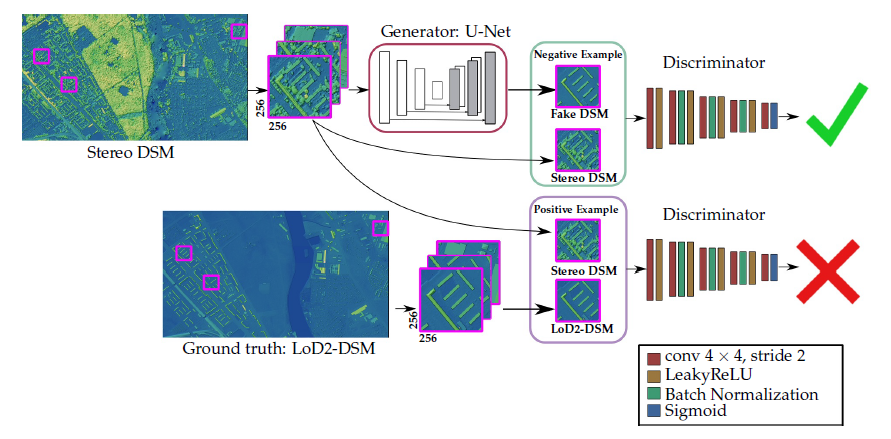 Generator: U-Net
Stereo DSM
256
256
Negative Example
Fake DSM
Stereo DSM
Discriminator
Ground truth: LoD2-DSM
256
256
Positive Example
Stereo DSM
LoD2-DSM
Discriminator
conv 4 × 4, stride 2
LeakyReLU
Batch Normalization
Sigmoid